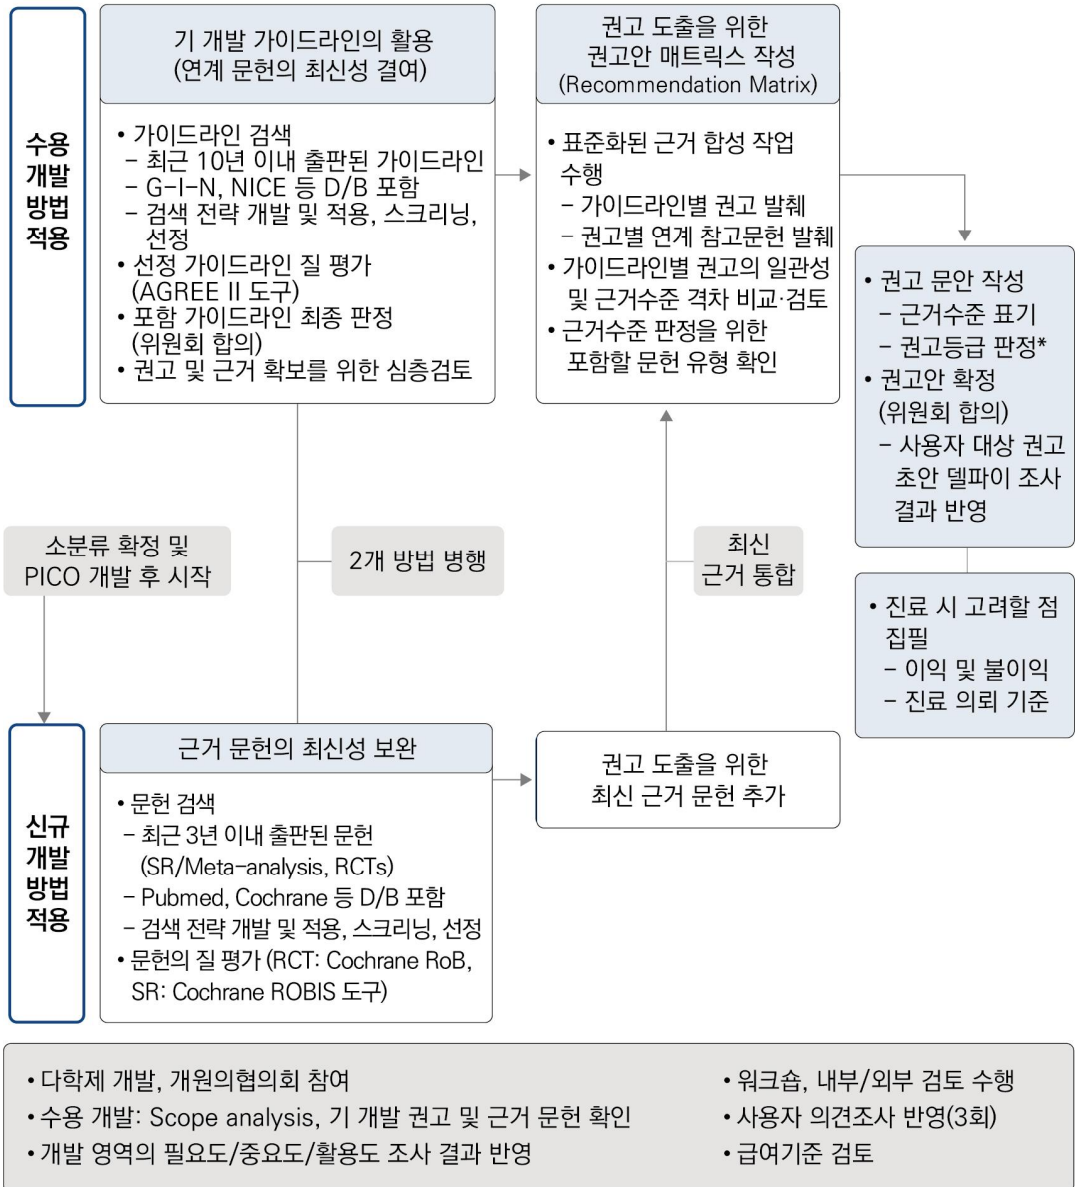 수용
개발
방법
적용
기 개발 가이드라인의 활용
(연계 문헌의 최신성 결여)
• 가이드라인 검색
– 최근 10년 이내 출판된 가이드라인
– G-I-N, NICE 등 D/B 포함
– 검색 전략 개발 및 적용, 스크리닝,
선정
• 선정 가이드라인 질 평가
(AGREE II 도구)
• 포함 가이드라인 최종 판정
(위원회 합의)
• 권고 및 근거 확보를 위한 심층검토
권고 도출을 위한
권고안 매트릭스 작성
(Recommendation Matrix)
• 표준화된 근거 합성 작업
수행
– 가이드라인별 권고 발췌
– 권고별 연계 참고문헌 발췌
• 가이드라인별 권고의 일관성
및 근거수준 격차 비교·검토
• 근거수준 판정을 위한
포함할 문헌 유형 확인
• 권고 문안 작성
– 근거수준 표기
– 권고등급 판정*
• 권고안 확정
(위원회 합의)
– 사용자 대상 권고
초안 델파이 조사
결과 반영
소분류 확정 및
PICO 개발 후 시작
2개 방법 병행
최신
근거 통합
• 진료 시 고려할 점
집필
– 이익 및 불이익
– 진료 의뢰 기준
신규
개발
방법
적용
근거 문헌의 최신성 보완
• 문헌 검색
– 최근 3년 이내 출판된 문헌
(SR/Meta-analysis, RCTs)
– Pubmed, Cochrane 등 D/B 포함
– 검색 전략 개발 및 적용, 스크리닝, 선정
• 문헌의 질 평가 (RCT: Cochrane RoB,
SR: Cochrane ROBIS 도구)
권고 도출을 위한
최신 근거 문헌 추가
• 다학제 개발, 개원의협의회 참여
• 수용 개발: Scope analysis, 기 개발 권고 및 근거 문헌 확인
• 개발 영역의 필요도/중요도/활용도 조사 결과 반영
• 워크숍, 내부/외부 검토 수행
• 사용자 의견조사 반영(3회)
• 급여기준 검토